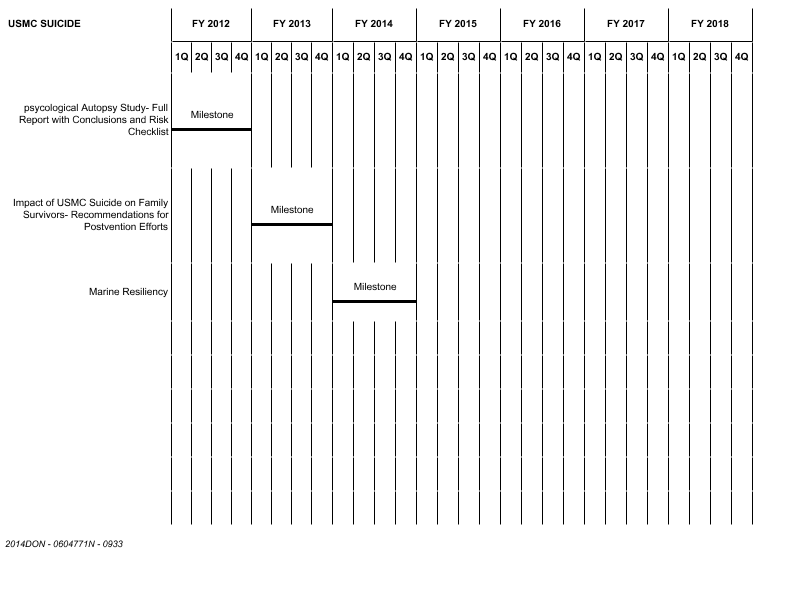 USMC SUICIDE FY 2012 FY 2013 FY 2014 FY 2015 FY 2016 FY 2017 FY 2018
1Q 2Q 3Q 4Q 1Q 2Q 3Q 4Q 1Q 2Q 3Q 4Q 1Q 2Q 3Q 4Q 1Q 2Q 3Q 4Q 1Q 2Q 3Q 4Q 1Q 2Q 3Q 4Q
psycological Autopsy Study- Full
Report with Conclusions and Risk
Checklist
Milestone
Impact of USMC Suicide on Family
Survivors- Recommendations for
Postvention Efforts
Milestone
Marine Resiliency
Milestone
2014DON - 0604771N - 0933